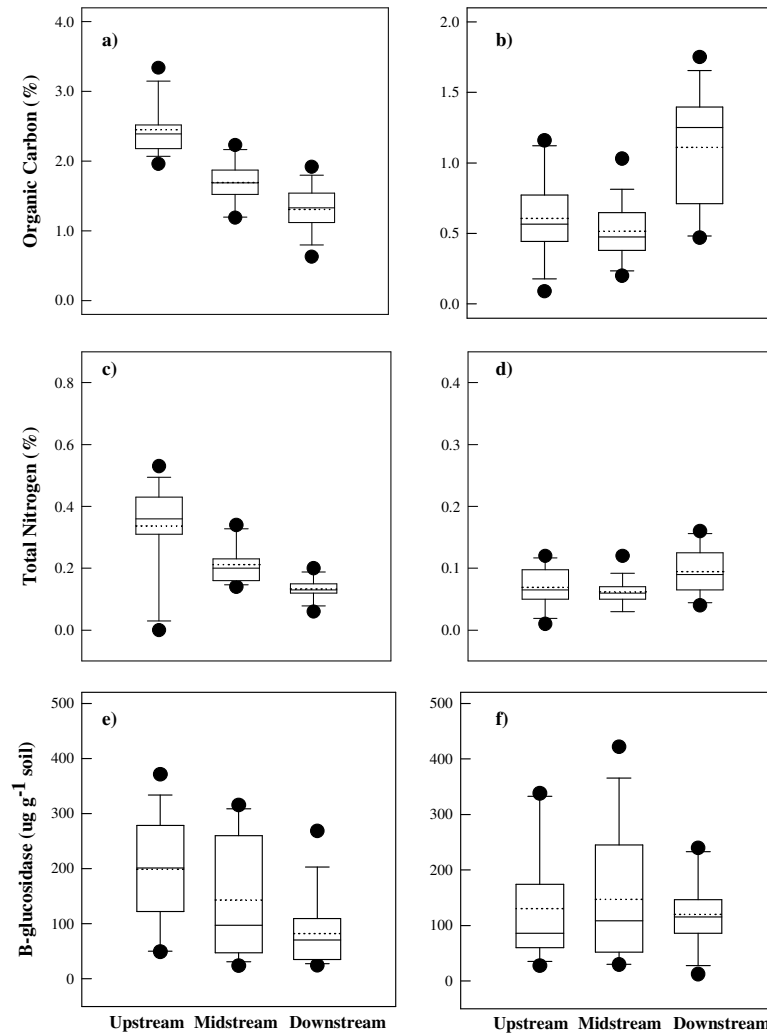 a)
Organic Carbon (%)
4.0
3.0
2.0
1.0
0.0
b)
2.0
1.5
1.0
0.5
0.0
c)
Total Nitrogen (%)
0.8
0.6
0.4
0.2
0.0
d)
0.4
0.3
0.2
0.1
0.0
e)
B-glucosidase (ug g-1 soil)
500
400
300
200
100
0
Upstream Midstream Downstream
f)
500
400
300
200
100
0
Upstream Midstream Downstream